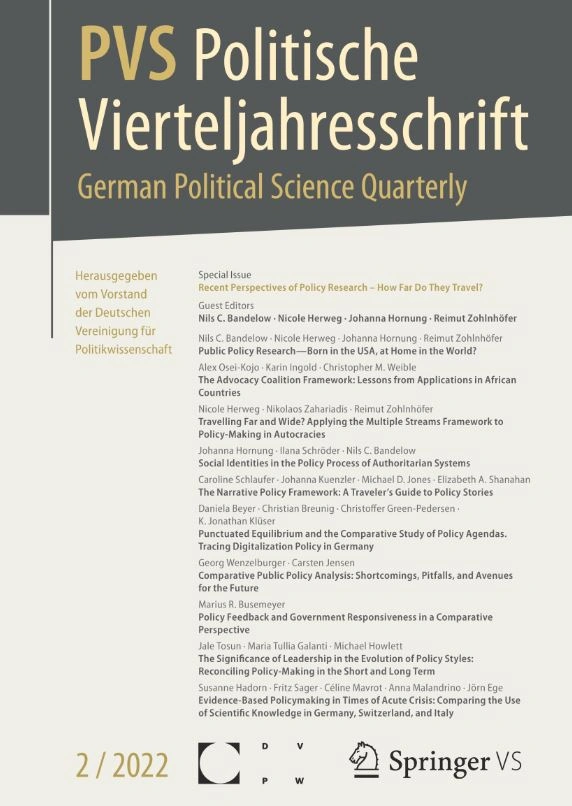 PVS Politische
Vierteljahresschrift
German Political Science Quarterly
Herausgegeben
vom Vorstand
der Deutschen
Vereinigung für
Politikwissenschaft
Special Issue
Recent Perspectives of Policy Research – How Far Do They Travel?
Guest Editors
Nils C. Bandelow · Nicole Herweg · Johanna Hornung · Reimut Zohlnhöfer
Nils C. Bandelow · Nicole Herweg · Johanna Hornung · Reimut Zohlnhöfer
Public Policy Research—Born in the USA, at Home in the World?
Alex Osei-Kojo · Karin Ingold · Christopher M. Weible
The Advocacy Coalition Framework: Lessons from Applications in African
Countries
Nicole Herweg · Nikolaos Zahariadis · Reimut Zohlnhöfer
Travelling Far and Wide? Applying the Multiple Streams Framework to
Policy-Making in Autocracies
Johanna Hornung · Ilana Schröder · Nils C. Bandelow
Social Identities in the Policy Process of Authoritarian Systems
Caroline Schlaufer · Johanna Kuenzler · Michael D. Jones · Elizabeth A. Shanahan
The Narrative Policy Framework: A Traveler's Guide to Policy Stories
Daniela Beyer · Christian Breunig · Christoffer Green-Pedersen ·
K. Jonathan Klüser
Punctuated Equilibrium and the Comparative Study of Policy Agendas.
Tracing Digitalization Policy in Germany
Georg Wenzelburger · Carsten Jensen
Comparative Public Policy Analysis: Shortcomings, Pitfalls, and Avenues
for the Future
Marius R. Busemeyer
Policy Feedback and Government Responsiveness in a Comparative
Perspective
Jale Tosun · Maria Tullia Galanti · Michael Howlett
The Significance of Leadership in the Evolution of Policy Styles:
Reconciling Policy-Making in the Short and Long Term
Susanne Hadorn · Fritz Sager · Céline Mavrot · Anna Malandrino · Jörn Ege
Evidence-Based Policymaking in Times of Acute Crisis: Comparing the Use
of Scientific Knowledge in Germany, Switzerland, and Italy
2 / 2022
D V
P W
Springer VS